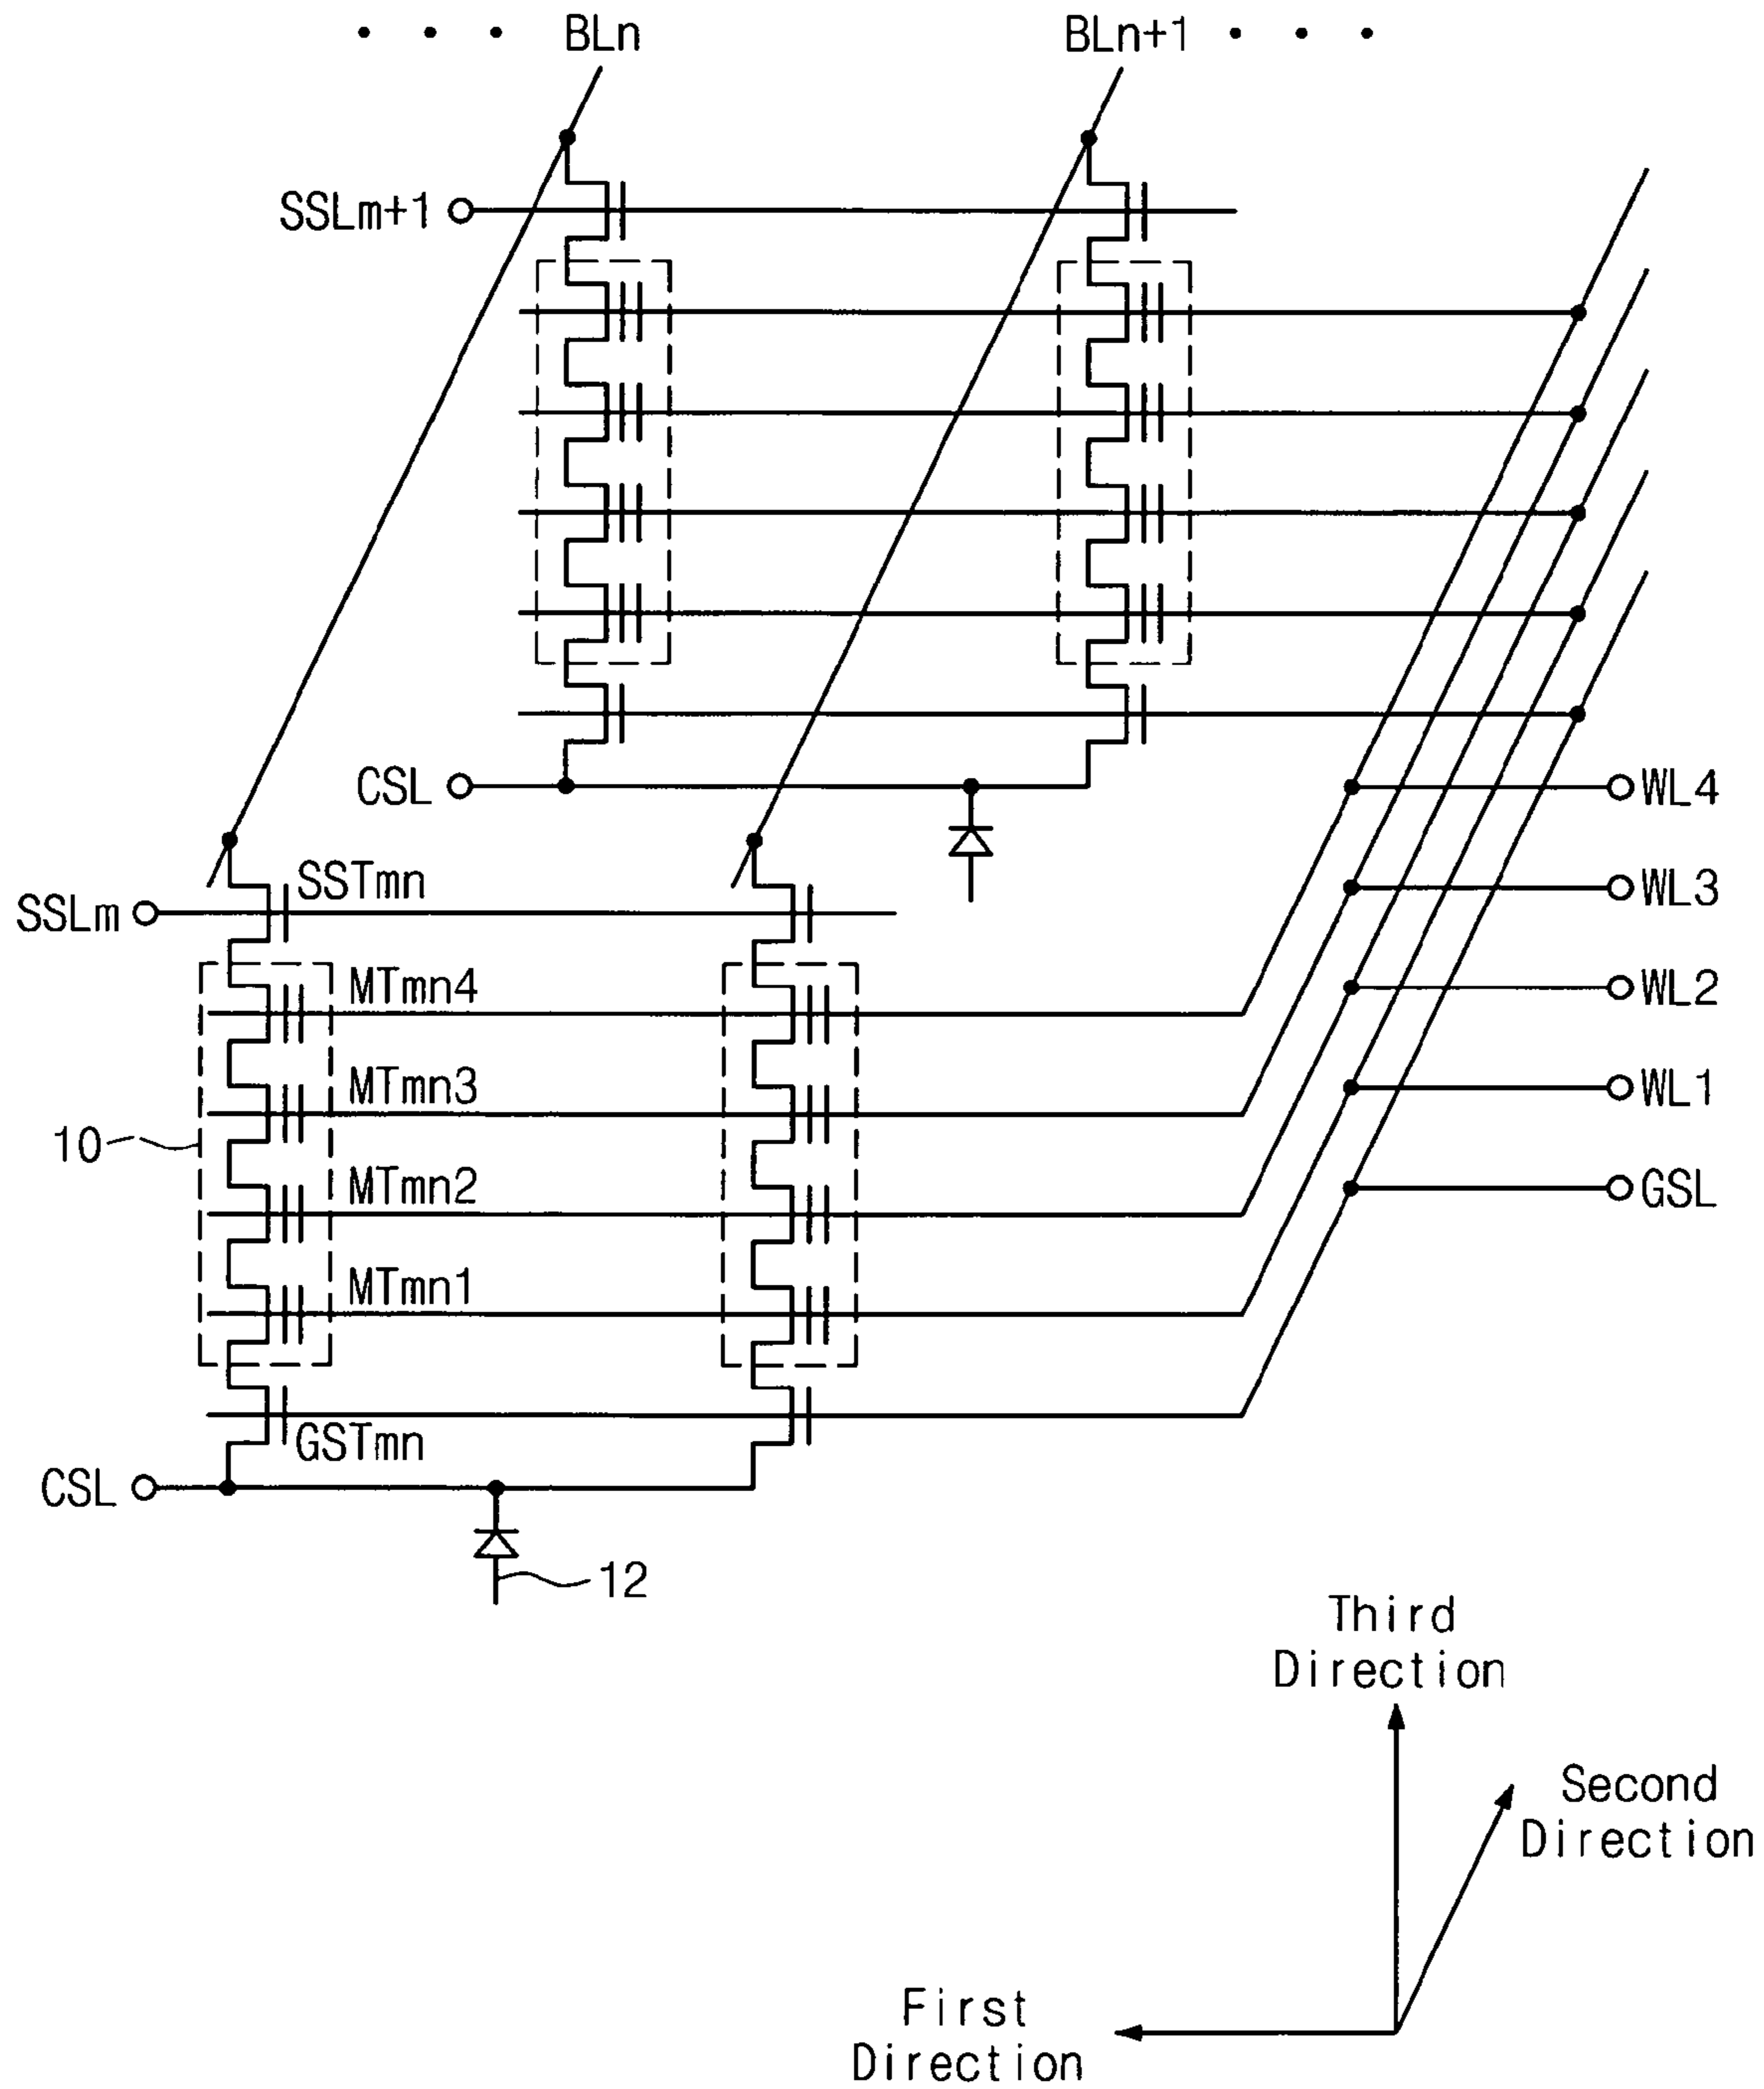 · · · BLn BLn+1 · · ·
SSLm+1
CSL
WL4
SSTmn
WL3
SSLm
MTmn4
WL2
MTmn3
WL1
10
MTmn2
GSL
MTmn1
GSTmn
CSL
12
Third
Direction
Second
Direction
First
Direction